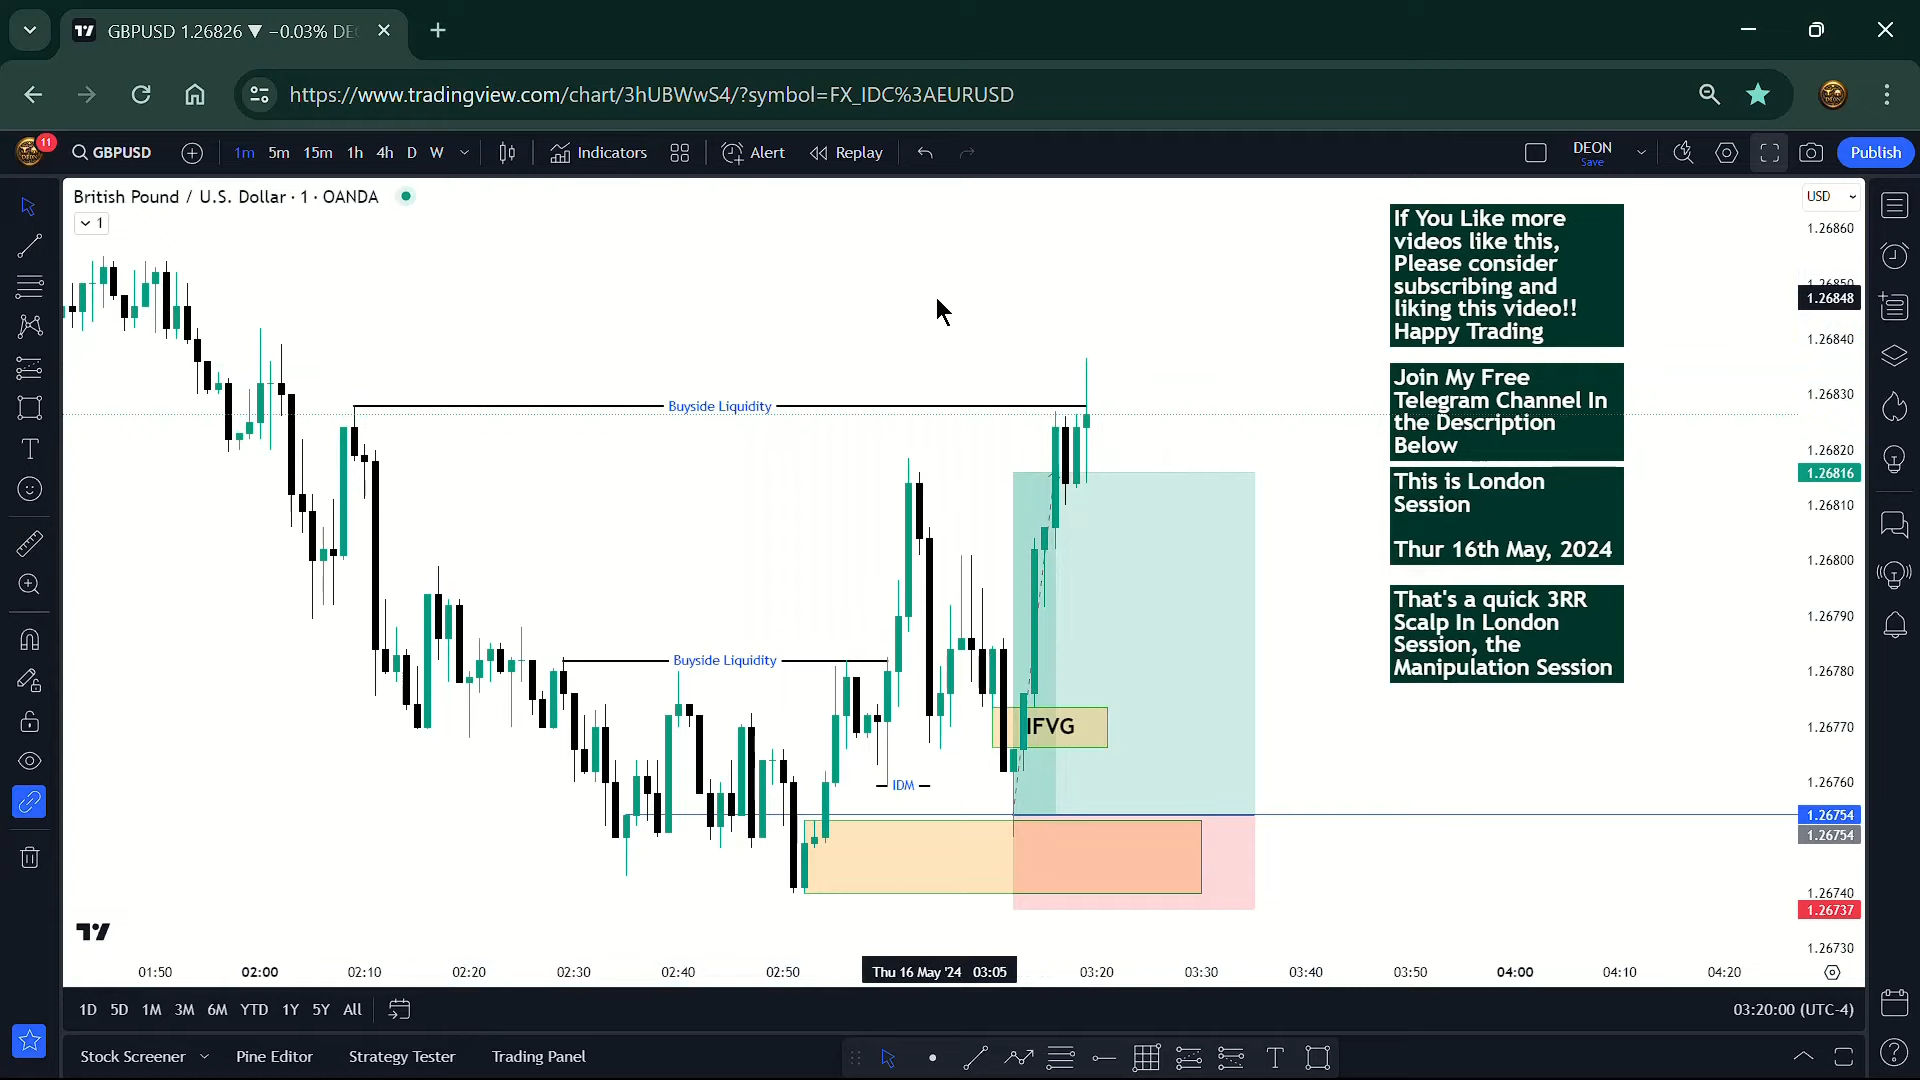 GBPUSD 1.26826 ▼ −0.03% DE
https://www.tradingview.com/chart/3hUBWwS4/?symbol=FX_IDC%3AEURUSD
11
GBPUSD
1m 5m 15m 1h 4h D W
Indicators
Alert
Replay
DEON
Save
Publish
British Pound / U.S. Dollar · 1 · OANDA
1
USD
If You Like more
videos like this,
Please consider
subscribing and
liking this video!!
Happy Trading
Join My Free
Telegram Channel In
the Description
Below
This is London
Session
Thur 16th May, 2024
That's a quick 3RR
Scalp In London
Session, the
Manipulation Session
Buyside Liquidity
Buyside Liquidity
IFVG
IDM
1.26860
1.26850
1.26848
1.26840
1.26830
1.26820
1.26816
1.26810
1.26800
1.26790
1.26780
1.26770
1.26760
1.26754
1.26754
1.26740
1.26737
1.26730
01:50 02:00 02:10 02:20 02:30 02:40 02:50 Thu 16 May '24 03:05 03:20 03:30 03:40 03:50 04:00 04:10 04:20
1D 5D 1M 3M 6M YTD 1Y 5Y All
03:20:00 (UTC-4)
Stock Screener Pine Editor Strategy Tester Trading Panel